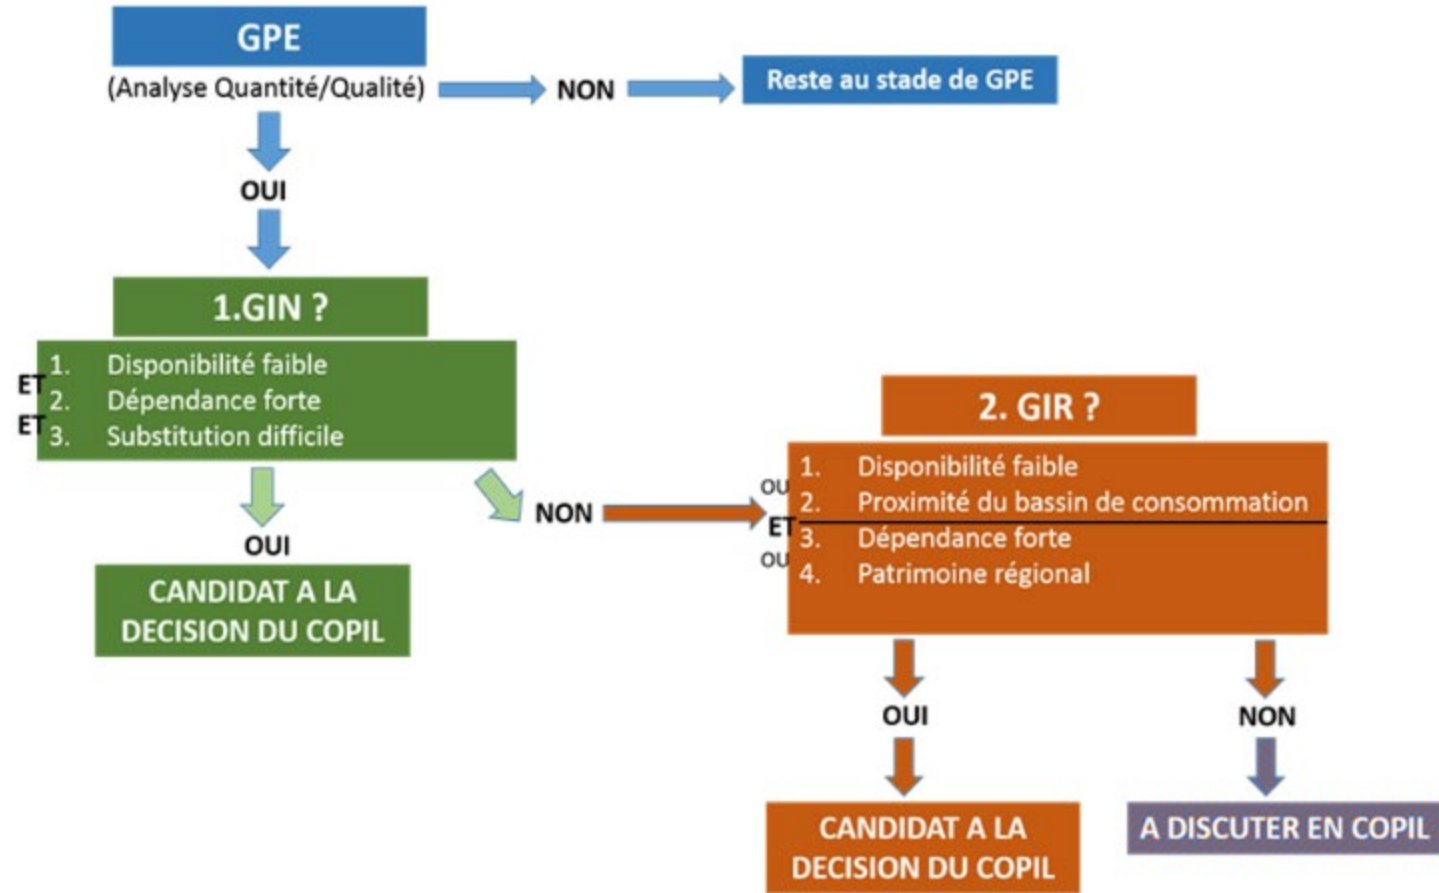 GPE
(Analyse Quantité/Qualité)
NON
Reste au stade de GPE
OUI
1.GIN ?
1. Disponibilité faible
ET
2. Dépendance forte
ET
3. Substitution difficile
OUI
CANDIDAT A LA
DECISION DU COPIL
NON
2. GIR ?
1. Disponibilité faible
OU
2. Proximité du bassin de consommation
ET
3. Dépendance forte
OU
4. Patrimoine régional
OUI
CANDIDAT A LA
DECISION DU COPIL
NON
A DISCUTER EN COPIL